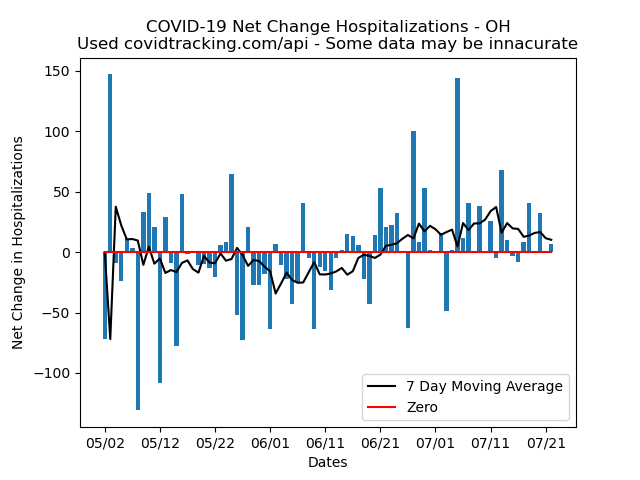 COVID-19 Net Change Hospitalizations - OH
Used covidtracking.com/api - Some data may be innacurate
Net Change in Hospitalizations
150
100
50
0
−50
−100
7 Day Moving Average
Zero
05/02 05/12 05/22 06/01 06/11 06/21 07/01 07/11 07/21
Dates